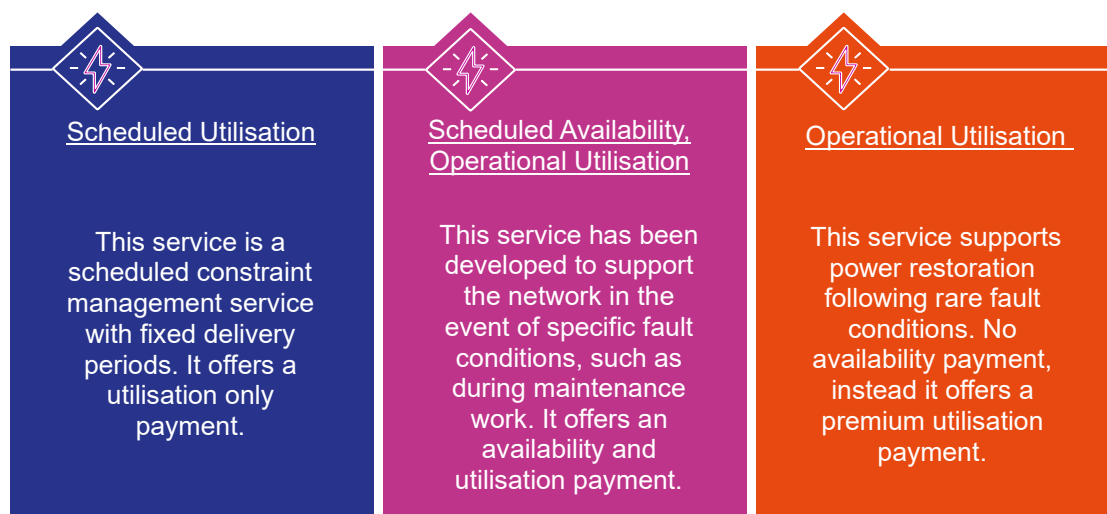 Scheduled Utilisation
This service is a
scheduled constraint
management service
with fixed delivery
periods. It offers a
utilisation only
payment.
Scheduled Availability,
Operational Utilisation
This service has been
developed to support
the network in the
event of specific fault
conditions, such as
during maintenance
work. It offers an
availability and
utilisation payment.
Operational Utilisation
This service supports
power restoration
following rare fault
conditions. No
availability payment,
instead it offers a
premium utilisation
payment.